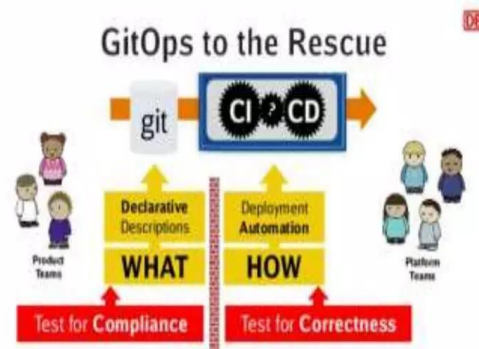 DB
GitOps to the Rescue
git
CI ? CD
Declarative
Descriptions
Deployment
Automation
Product
Teams
WHAT
HOW
Platform
Teams
Test for Compliance
Test for Correctness